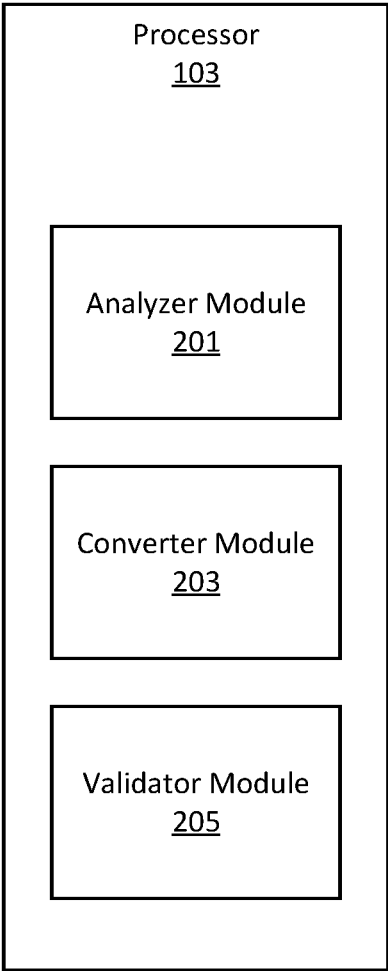 Processor
103
Analyzer Module
201
Converter Module
203
Validator Module
205